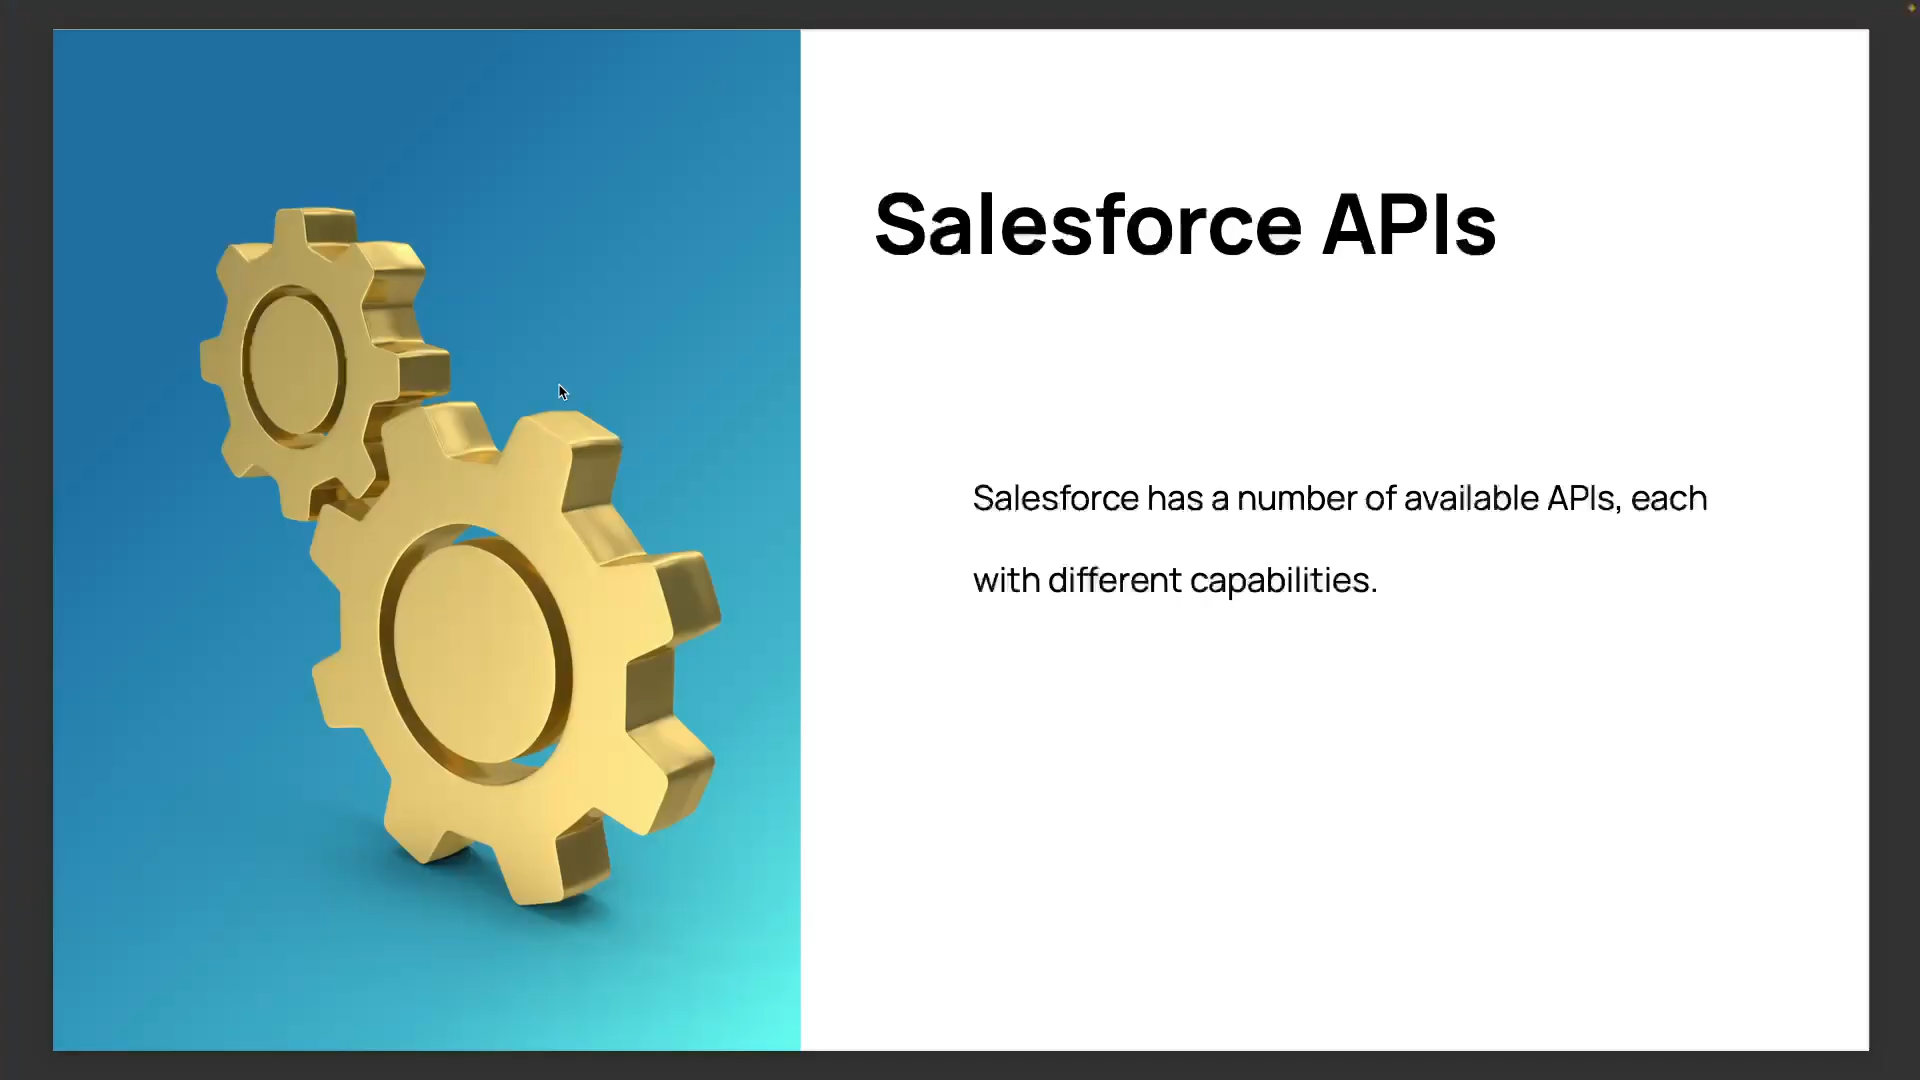 Salesforce APIs
Salesforce has a number of available APIs, each
with different capabilities.